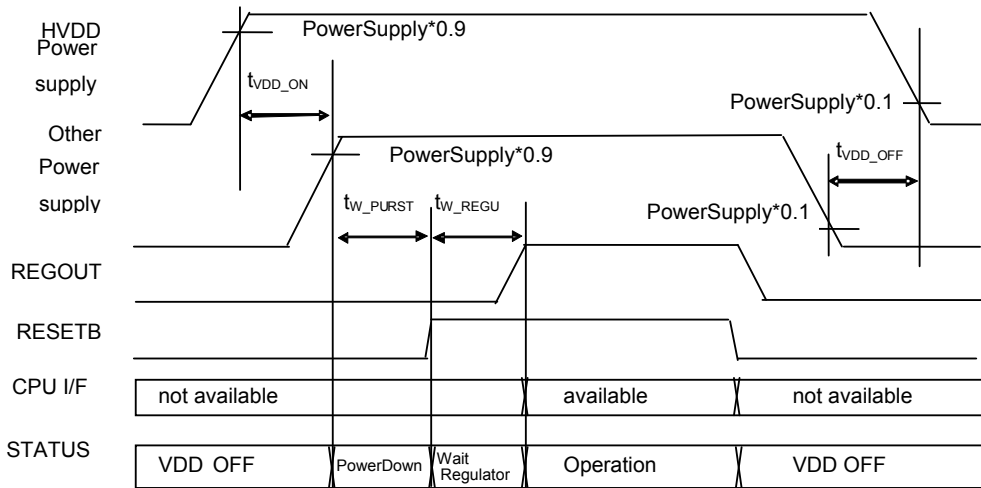 HVDD
Power
supply
PowerSupply*0.9
tVDD_ON
PowerSupply*0.1
Other
Power
supply
PowerSupply*0.9
tVDD_OFF
tW_PURST
tW_REGU
PowerSupply*0.1
REGOUT
RESETB
CPU I/F
not available
available
not available
STATUS
VDD OFF
PowerDown
Wait
Regulator
Operation
VDD OFF